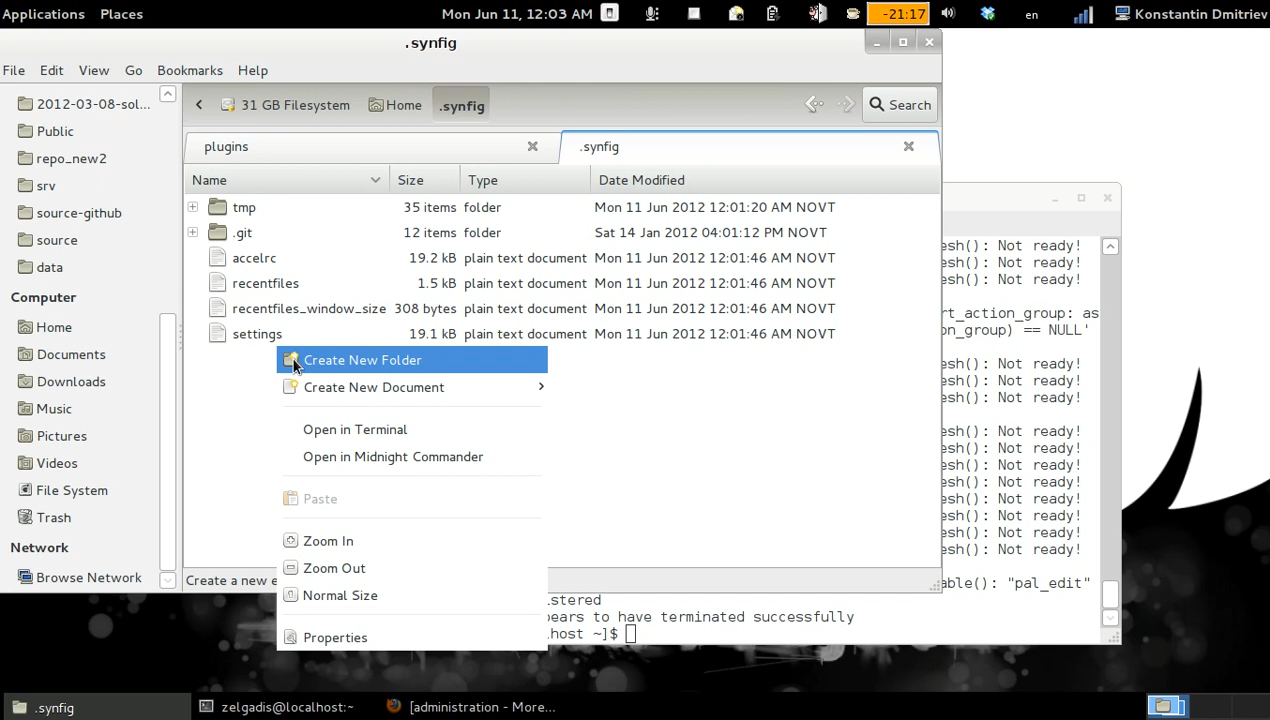 Applications Places Mon Jun 11, 12:03 AM -21:17 en Konstantin Dmitriev
.synfig
File Edit View Go Bookmarks Help
2012-03-08-sol...
Public
repo_new2
srv
source-github
source
data
Computer
Home
Documents
Downloads
Music
Pictures
Videos
File System
Trash
Network
Browse Network
31 GB Filesystem Home .synfig Search
plugins .synfig
Name Size Type Date Modified
tmp 35 items folder Mon 11 Jun 2012 12:01:20 AM NOVT
.git 12 items folder Sat 14 Jan 2012 04:01:12 PM NOVT
accelrc 19.2 kB plain text document Mon 11 Jun 2012 12:01:46 AM NOVT
recentfiles 1.5 kB plain text document Mon 11 Jun 2012 12:01:46 AM NOVT
recentfiles_window_size 308 bytes plain text document Mon 11 Jun 2012 12:01:46 AM NOVT
settings 19.1 kB plain text document Mon 11 Jun 2012 12:01:46 AM NOVT
Create New Folder
Create New Document
Open in Terminal
Open in Midnight Commander
Paste
Zoom In
Zoom Out
Normal Size
Properties
Create a new e
esh(): Not ready!
esh(): Not ready!
esh(): Not ready!
rt_action_group: as
on_group) == NULL'
esh(): Not ready!
esh(): Not ready!
esh(): Not ready!
esh(): Not ready!
esh(): Not ready!
esh(): Not ready!
esh(): Not ready!
esh(): Not ready!
esh(): Not ready!
esh(): Not ready!
esh(): Not ready!
able(): "pal_edit"
istered
pears to have terminated successfully
lhost ~]$
.synfig zelgadis@localhost:~ [administration - More...